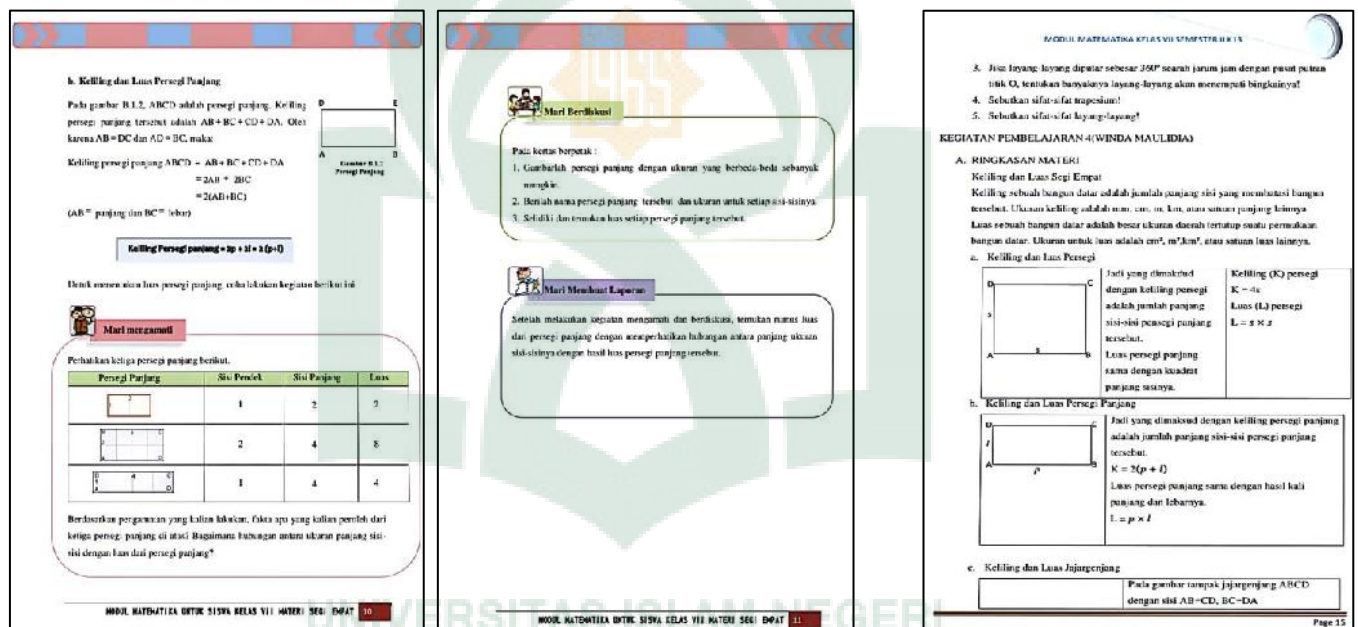 b. Keliling dan Luas Persegi Panjang
Pada gambar B.1.2, ABCD adalah persegi panjang. Keliling
persegi panjang tersebut adalah AB + BC + CD + DA. Oleh
karena AB = DC dan AD = BC, maka:
Keliling persegi panjang ABCD = AB + BC + CD + DA
= 2AB + 2BC
= 2(AB+BC)
(AB = panjang dan BC = lebar)
D E
A B
Gambar B.1.2
Persegi Panjang
Keliling Persegi panjang = 2p + 2l = 2 (p+l)
Untuk menemukan luas persegi panjang, coba lakukan kegiatan berikut ini
Mari mengamati
Perhatikan ketiga persegi panjang berikut.
Persegi Panjang Sisi Pendek Sisi Panjang Luas
1 2 2
2 4 8
1 4 4
Berdasarkan pengamatan yang kalian lakukan, fakta apa yang kalian peroleh dari
ketiga persegi panjang di atas? Bagaimana hubungan antara ukuran panjang sisi-
sisi dengan luas dari persegi panjang?
MODUL MATEMATIKA UNTUK SISWA KELAS VII MATERI SEGI EMPAT 10
Mari Berdiskusi
Pada kertas berpetak :
1. Gambarlah persegi panjang dengan ukuran yang berbeda-beda sebanyak
mungkin.
2. Berilah nama persegi panjang tersebut dan ukuran untuk setiap sisi-sisinya.
3. Selidiki dan temukan luas setiap persegi panjang tersebut.
Mari Membuat Laporan
Setelah melakukan kegiatan mengamati dan berdiskusi, temukan rumus luas
dari persegi panjang dengan memperhatikan hubungan antara panjang ukuran
sisi-sisinya dengan hasil luas persegi panjang tersebut.
MODUL MATEMATIKA UNTUK SISWA KELAS VII MATERI SEGI EMPAT 11
MODUL MATEMATIKA KELAS VII SEMESTER II K13
3. Jika layang-layang diputar sebesar 360° searah jarum jam dengan pusat putran
titik O, tentukan banyaknya layang-layang akan menempati bingkainya!
4. Sebutkan sifat-sifat trapesium!
5. Sebutkan sifat-sifat layang-layang!
KEGIATAN PEMBELAJARAN 4(WINDA MAULIDIA)
A. RINGKASAN MATERI
Keliling dan Luas Segi Empat
Keliling sebuah bangun datar adalah jumlah panjang sisi yang membatasi bangun
tersebut. Ukuran keliling adalah mm, cm, m, km, atau satuan panjang lainnya.
Luas sebuah bangun datar adalah besar ukuran daerah tertutup suatu permukaan
bangun datar. Ukuran untuk luas adalah cm², m²,km², atau satuan luas lainnya.
a. Keliling dan luas Persegi
D C
s
A s B
Jadi yang dimaksud
dengan keliling persegi
adalah jumlah panjang
sisi-sisi persegi panjang
tersebut.
Luas persegi panjang
sama dengan kuadrat
panjang sisinya.
Keliling (K) persegi
K = 4s
Luas (L) persegi
L = s × s
b. Keliling dan Luas Persegi Panjang
D C
l
A p B
Jadi yang dimaksud dengan keliling persegi panjang
adalah jumlah panjang sisi-sisi persegi panjang
tersebut.
K = 2(p + l)
Luas persegi panjang sama dengan hasil kali
panjang dan lebarnya.
L = p × l
c. Keliling dan Luas Jajargenjang
Pada gambar tampak jajargenjang ABCD
dengan sisi AB=CD, BC=DA
Page 15
UNIVERSITAS ISLAM NEGERI